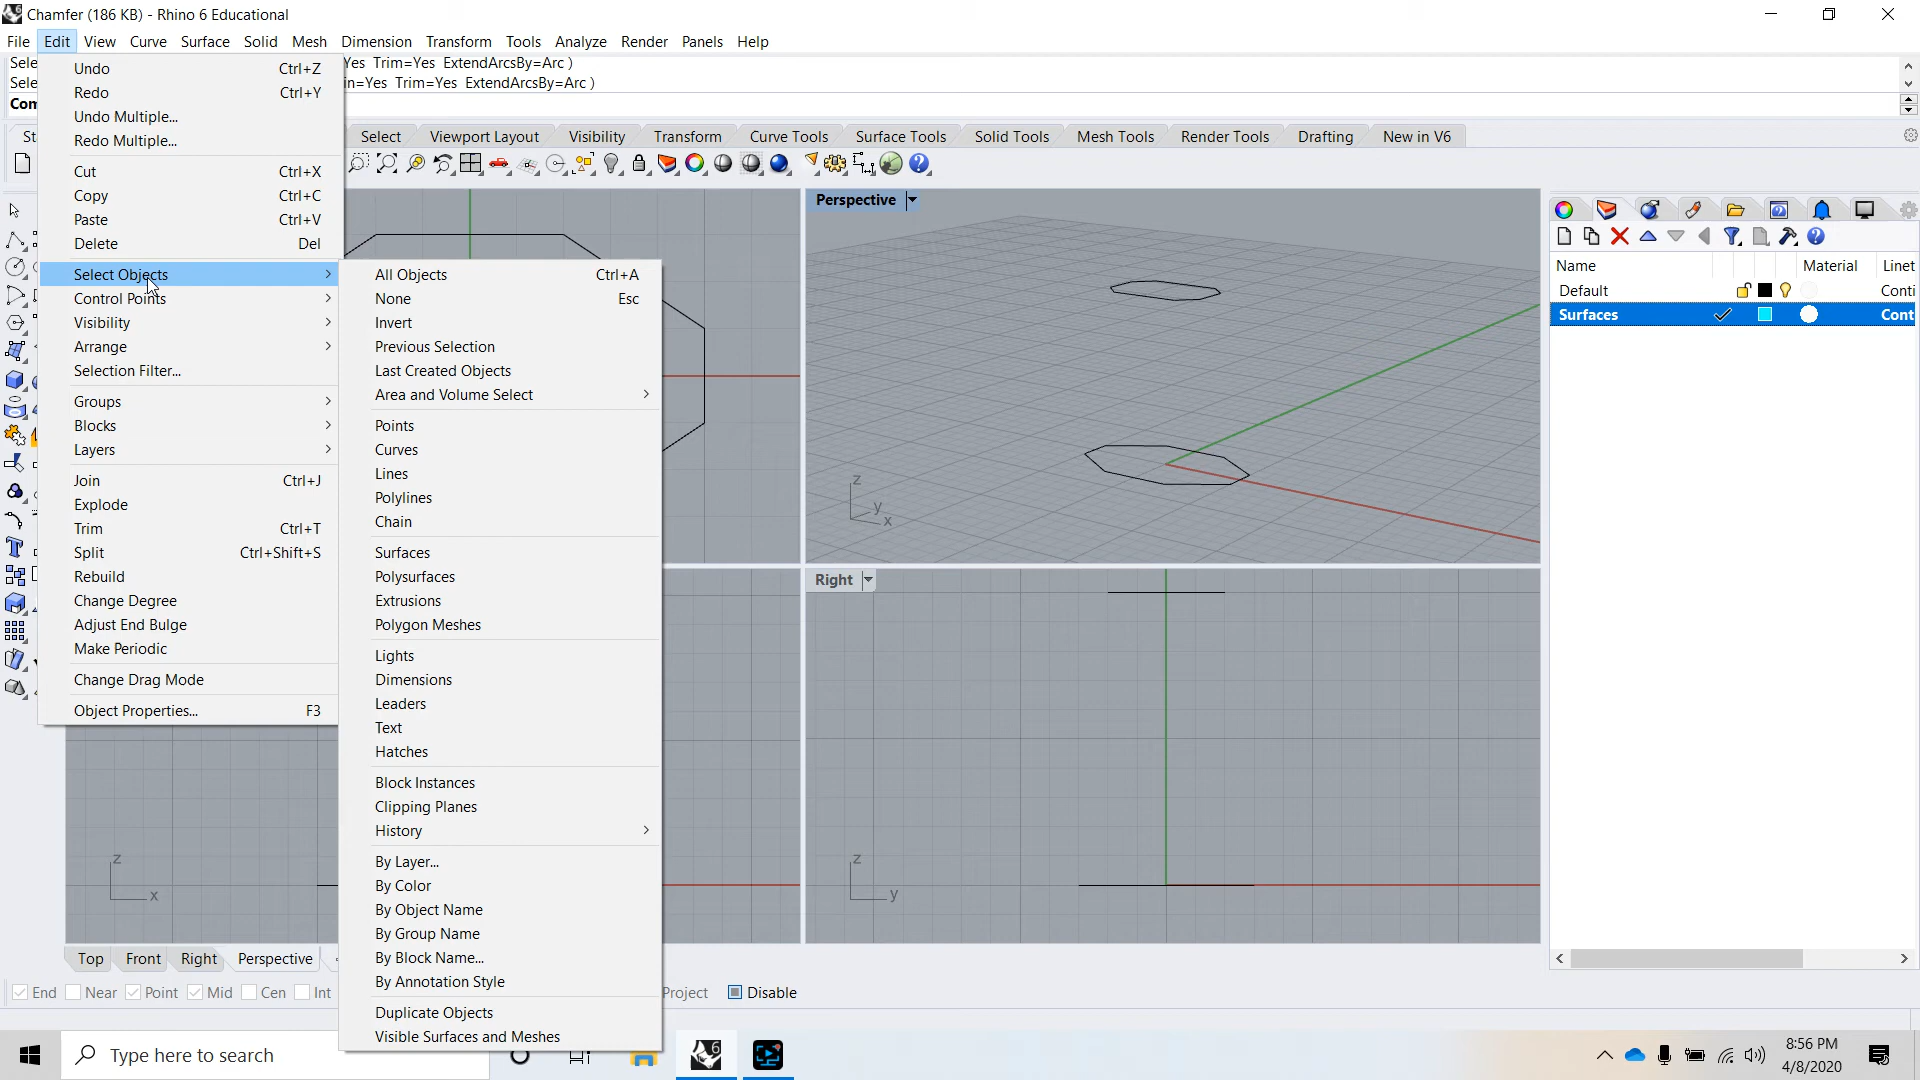 Chamfer (186 KB) - Rhino 6 Educational
File Edit View Curve Surface Solid Mesh Dimension Transform Tools Analyze Render Panels Help
Sele Yes Trim=Yes ExtendArcsBy=Arc )
Sele in=Yes Trim=Yes ExtendArcsBy=Arc )
Com
St Select Viewport Layout Visibility Transform Curve Tools Surface Tools Solid Tools Mesh Tools Render Tools Drafting New in V6
Undo Ctrl+Z
Redo Ctrl+Y
Undo Multiple...
Redo Multiple...
Cut Ctrl+X
Copy Ctrl+C
Paste Ctrl+V
Delete Del
Select Objects
Control Points
Visibility
Arrange
Selection Filter...
Groups
Blocks
Layers
Join Ctrl+J
Explode
Trim Ctrl+T
Split Ctrl+Shift+S
Rebuild
Change Degree
Adjust End Bulge
Make Periodic
Change Drag Mode
Object Properties... F3
All Objects Ctrl+A
None Esc
Invert
Previous Selection
Last Created Objects
Area and Volume Select
Points
Curves
Lines
Polylines
Chain
Surfaces
Polysurfaces
Extrusions
Polygon Meshes
Lights
Dimensions
Leaders
Text
Hatches
Block Instances
Clipping Planes
History
By Layer...
By Color
By Object Name
By Group Name
By Block Name...
By Annotation Style
Duplicate Objects
Visible Surfaces and Meshes
Perspective
z
y
x
Right
z
x
z
y
Name Material Linet
Default Conti
Surfaces Cont
Top Front Right Perspective
End Near Point Mid Cen Int Project Disable
Type here to search
6
8:56 PM
4/8/2020